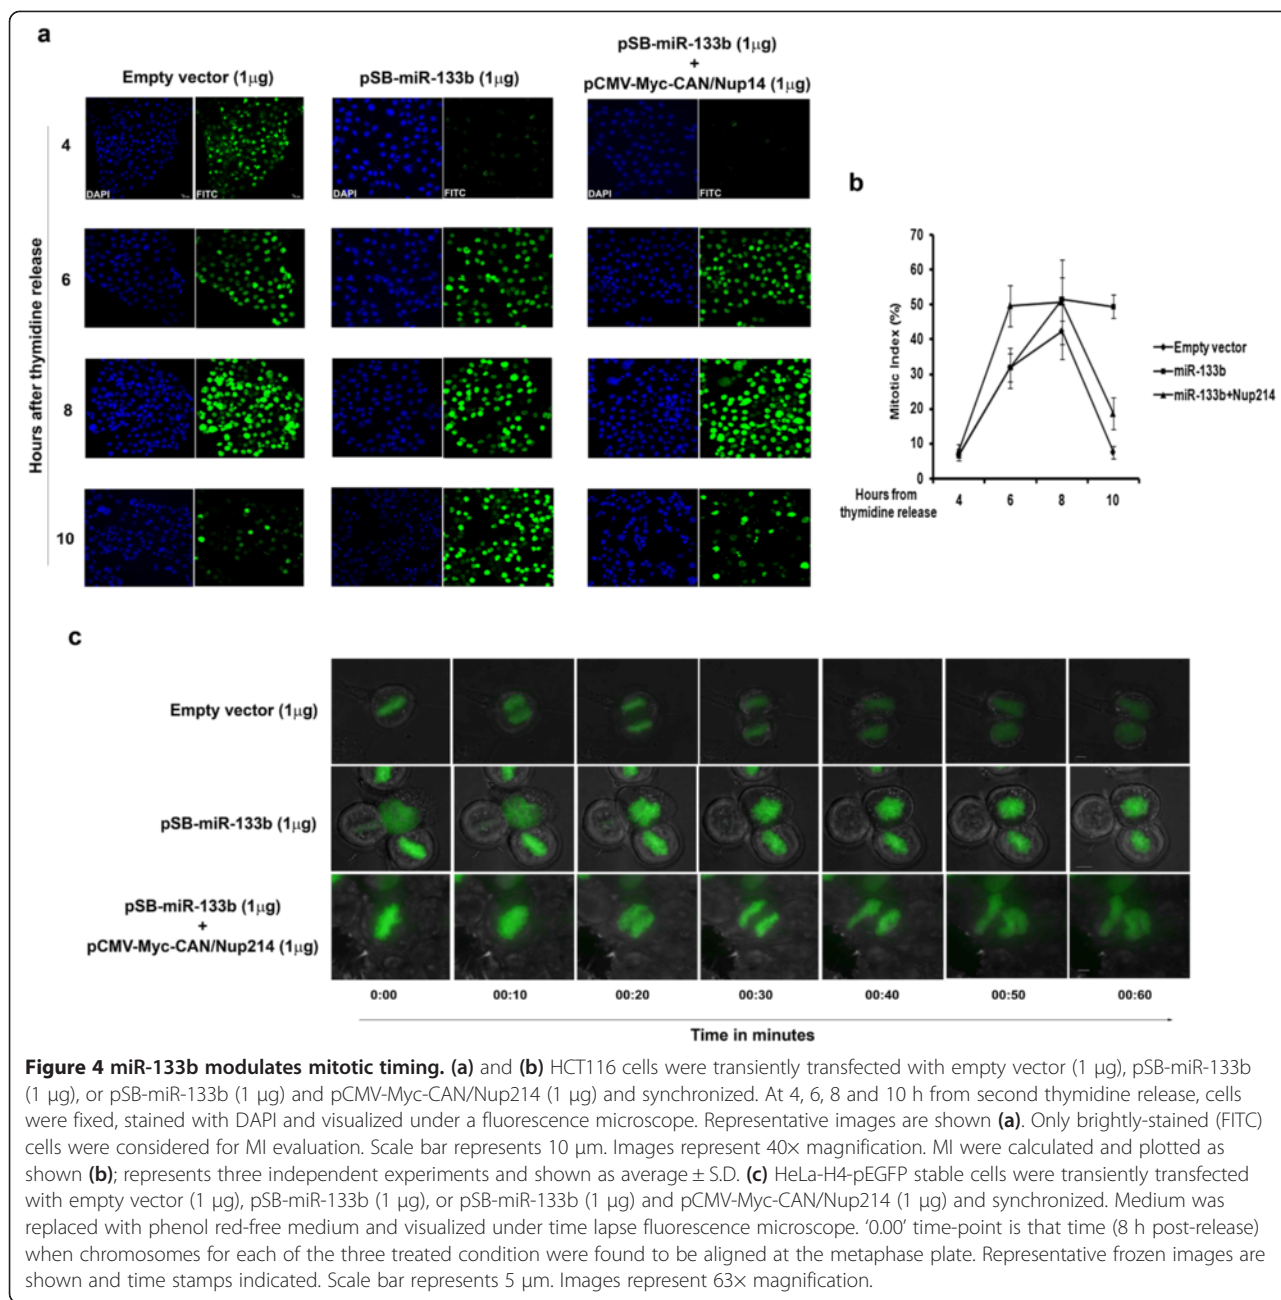 a
pSB-miR-133b (1µg)
+
Empty vector (1µg) pSB-miR-133b (1µg) pCMV-Myc-CAN/Nup14 (1µg)
Hours after thymidine release
4
DAPI FITC DAPI FITC DAPI FITC
6
8
10
b
70
60
50
40
30
20
10
0
Mitotic Index (%)
Empty vector
miR-133b
miR-133b+Nup214
Hours from
thymidine release
4 6 8 10
c
Empty vector (1µg)
pSB-miR-133b (1µg)
pSB-miR-133b (1µg)
+
pCMV-Myc-CAN/Nup214 (1µg)
0:00 00:10 00:20 00:30 00:40 00:50 00:60
Time in minutes
Figure 4 miR-133b modulates mitotic timing. (a) and (b) HCT116 cells were transiently transfected with empty vector (1 µg), pSB-miR-133b
(1 µg), or pSB-miR-133b (1 µg) and pCMV-Myc-CAN/Nup214 (1 µg) and synchronized. At 4, 6, 8 and 10 h from second thymidine release, cells
were fixed, stained with DAPI and visualized under a fluorescence microscope. Representative images are shown (a). Only brightly-stained (FITC)
cells were considered for MI evaluation. Scale bar represents 10 µm. Images represent 40× magnification. MI were calculated and plotted as
shown (b); represents three independent experiments and shown as average ± S.D. (c) HeLa-H4-pEGFP stable cells were transiently transfected
with empty vector (1 µg), pSB-miR-133b (1 µg), or pSB-miR-133b (1 µg) and pCMV-Myc-CAN/Nup214 (1 µg) and synchronized. Medium was
replaced with phenol red-free medium and visualized under time lapse fluorescence microscope. ‘0.00’ time-point is that time (8 h post-release)
when chromosomes for each of the three treated condition were found to be aligned at the metaphase plate. Representative frozen images are
shown and time stamps indicated. Scale bar represents 5 µm. Images represent 63× magnification.